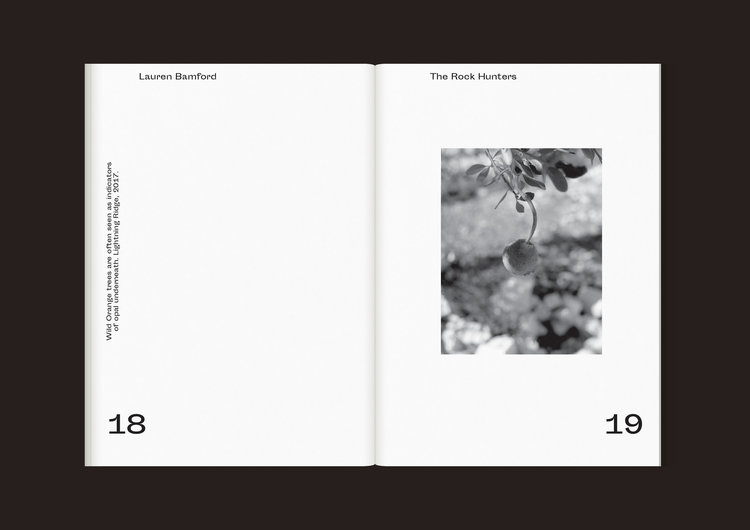 Lauren Bamford
The Rock Hunters
Wild Orange trees are often seen as indicators
of opal underneath. Lightning Ridge, 2017.
18
19